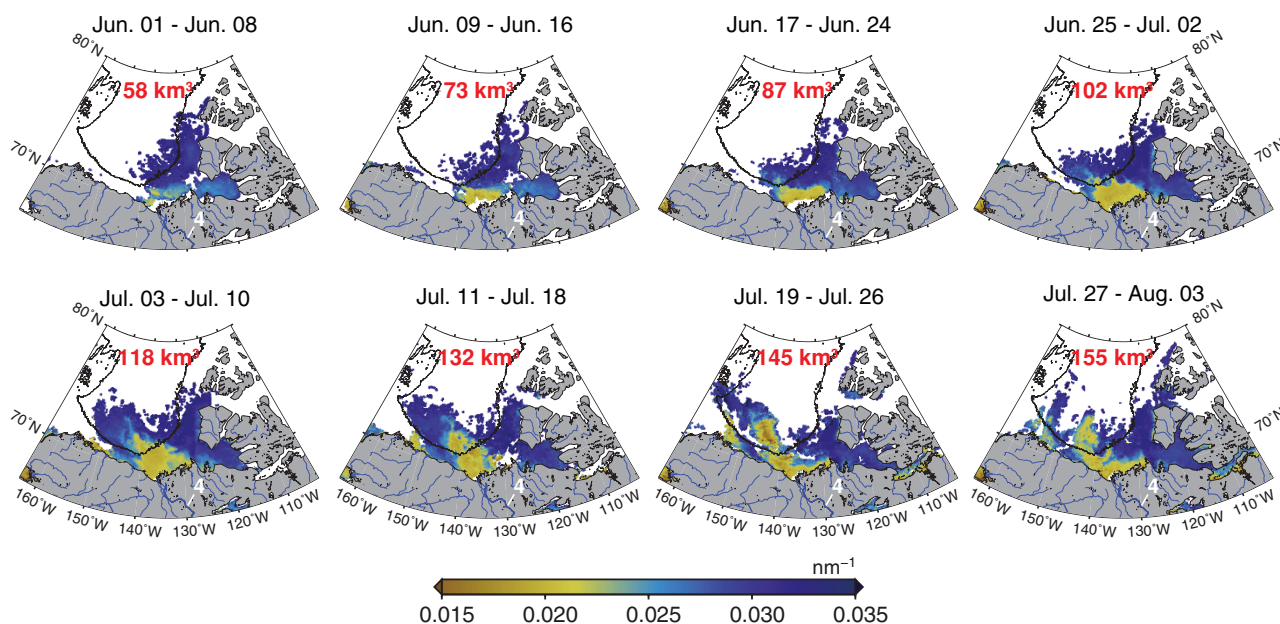 Jun. 01 - Jun. 08 Jun. 09 - Jun. 16 Jun. 17 - Jun. 24 Jun. 25 - Jul. 02
80°N 80°N
58 km³ 73 km³ 87 km³ 102 km³
70°N 70°N
4 4 4 4
Jul. 03 - Jul. 10 Jul. 11 - Jul. 18 Jul. 19 - Jul. 26 Jul. 27 - Aug. 03
80°N 80°N
118 km³ 132 km³ 145 km³ 155 km³
70°N 70°N
4 4 4 4
160°W 150°W 140°W 130°W 120°W 110°W 160°W 150°W 140°W 130°W 120°W 110°W 160°W 150°W 140°W 130°W 120°W 110°W 160°W 150°W 140°W 130°W 120°W 110°W
nm⁻¹
0.015 0.020 0.025 0.030 0.035